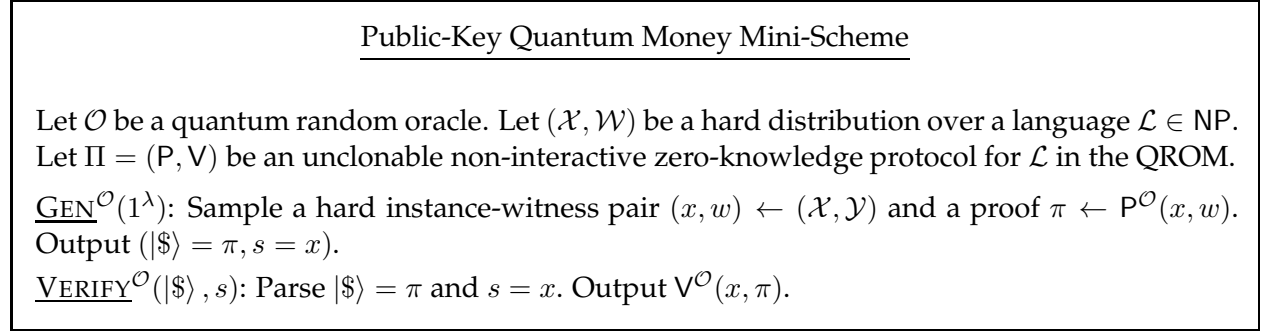 Public-Key Quantum Money Mini-Scheme
Let 𝒪 be a quantum random oracle. Let (𝒳, 𝒲) be a hard distribution over a language ℒ ∈ NP.
Let Π = (P, V) be an unclonable non-interactive zero-knowledge protocol for ℒ in the QROM.
GEN^𝒪(1^λ): Sample a hard instance-witness pair (x, w) ← (𝒳, 𝒴) and a proof π ← P^𝒪(x, w).
Output (|$⟩ = π, s = x).
VERIFY^𝒪(|$⟩, s): Parse |$⟩ = π and s = x. Output V^𝒪(x, π).